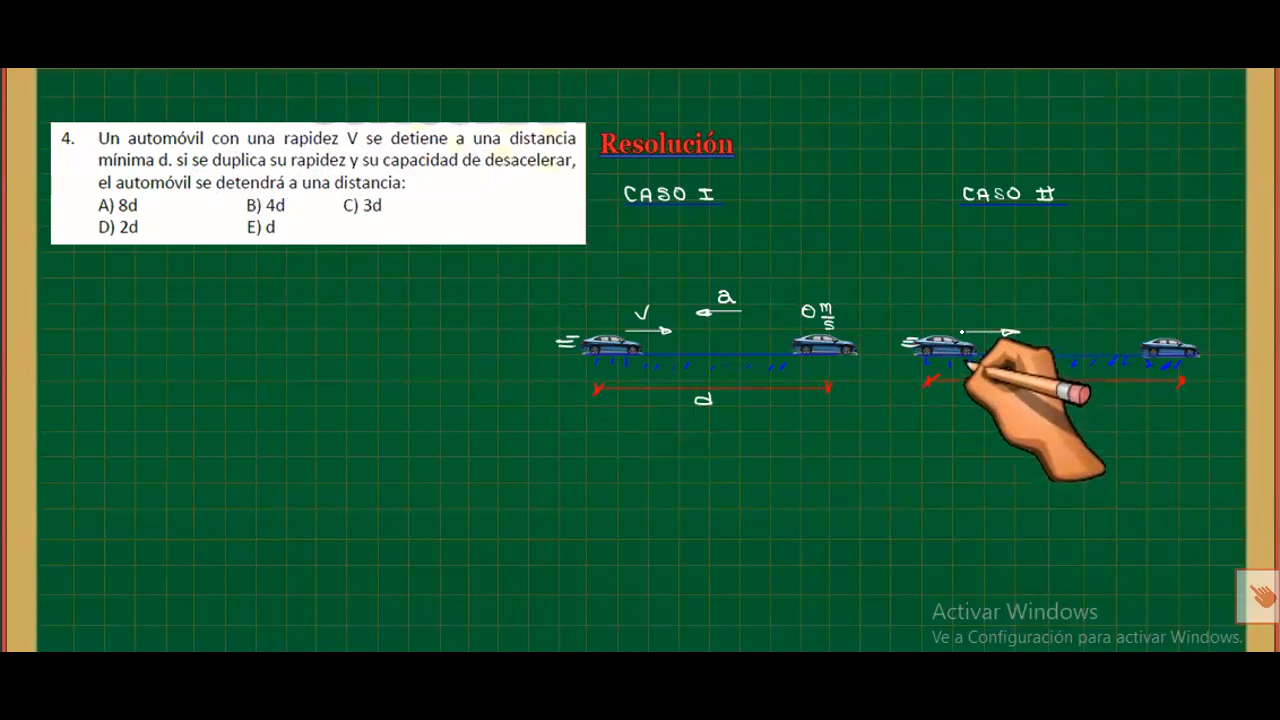 4. Un automóvil con una rapidez V se detiene a una distancia
mínima d. si se duplica su rapidez y su capacidad de desacelerar,
el automóvil se detendrá a una distancia:
A) 8d B) 4d C) 3d
D) 2d E) d
Resolución
CASO I
CASO II
V
a
0 m/s
d
Activar Windows
Ve a Configuración para activar Windows.